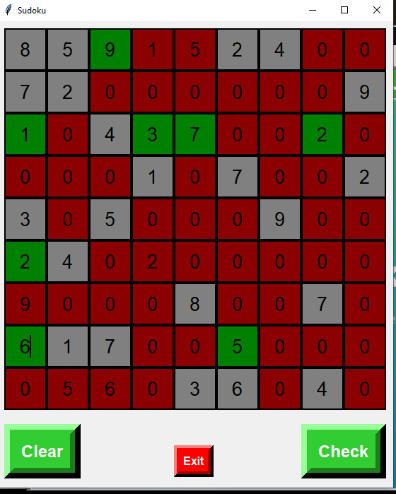 Sudoku
8 5 9 1 5 2 4 0 0
7 2 0 0 0 0 0 0 9
1 0 4 3 7 0 0 2 0
0 0 0 1 0 7 0 0 2
3 0 5 0 0 0 9 0 0
2 4 0 2 0 0 0 0 0
9 0 0 0 8 0 0 7 0
6 1 7 0 0 5 0 0 0
0 5 6 0 3 6 0 4 0
Clear Exit Check